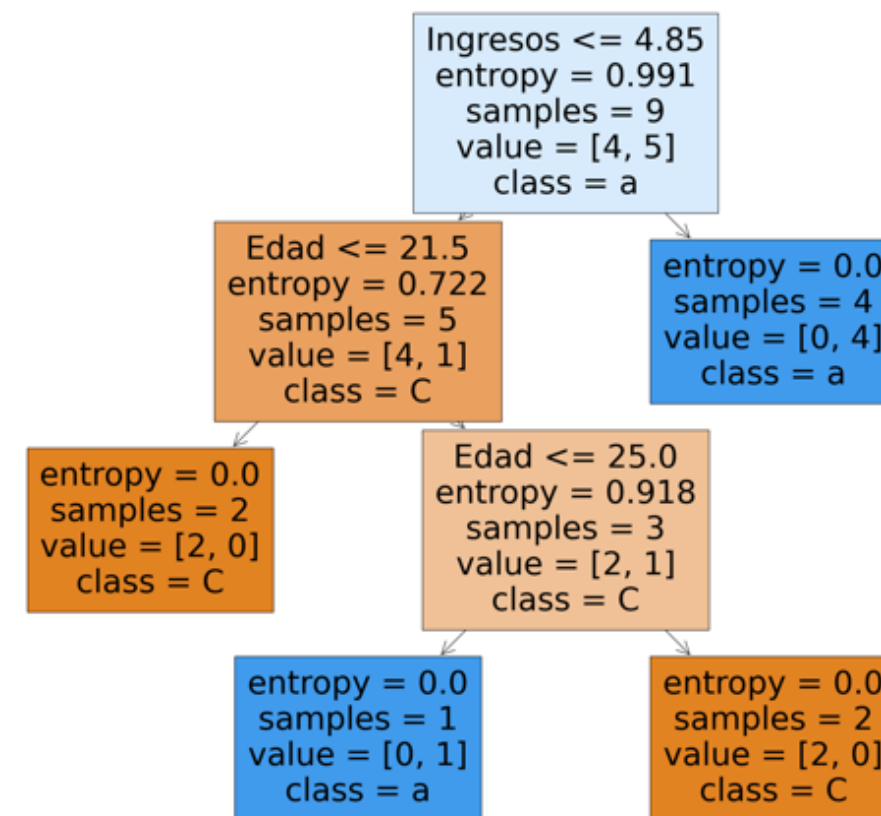 Ingresos <= 4.85
entropy = 0.991
samples = 9
value = [4, 5]
class = a
Edad <= 21.5
entropy = 0.722
samples = 5
value = [4, 1]
class = C
entropy = 0.0
samples = 4
value = [0, 4]
class = a
entropy = 0.0
samples = 2
value = [2, 0]
class = C
Edad <= 25.0
entropy = 0.918
samples = 3
value = [2, 1]
class = C
entropy = 0.0
samples = 1
value = [0, 1]
class = a
entropy = 0.0
samples = 2
value = [2, 0]
class = C